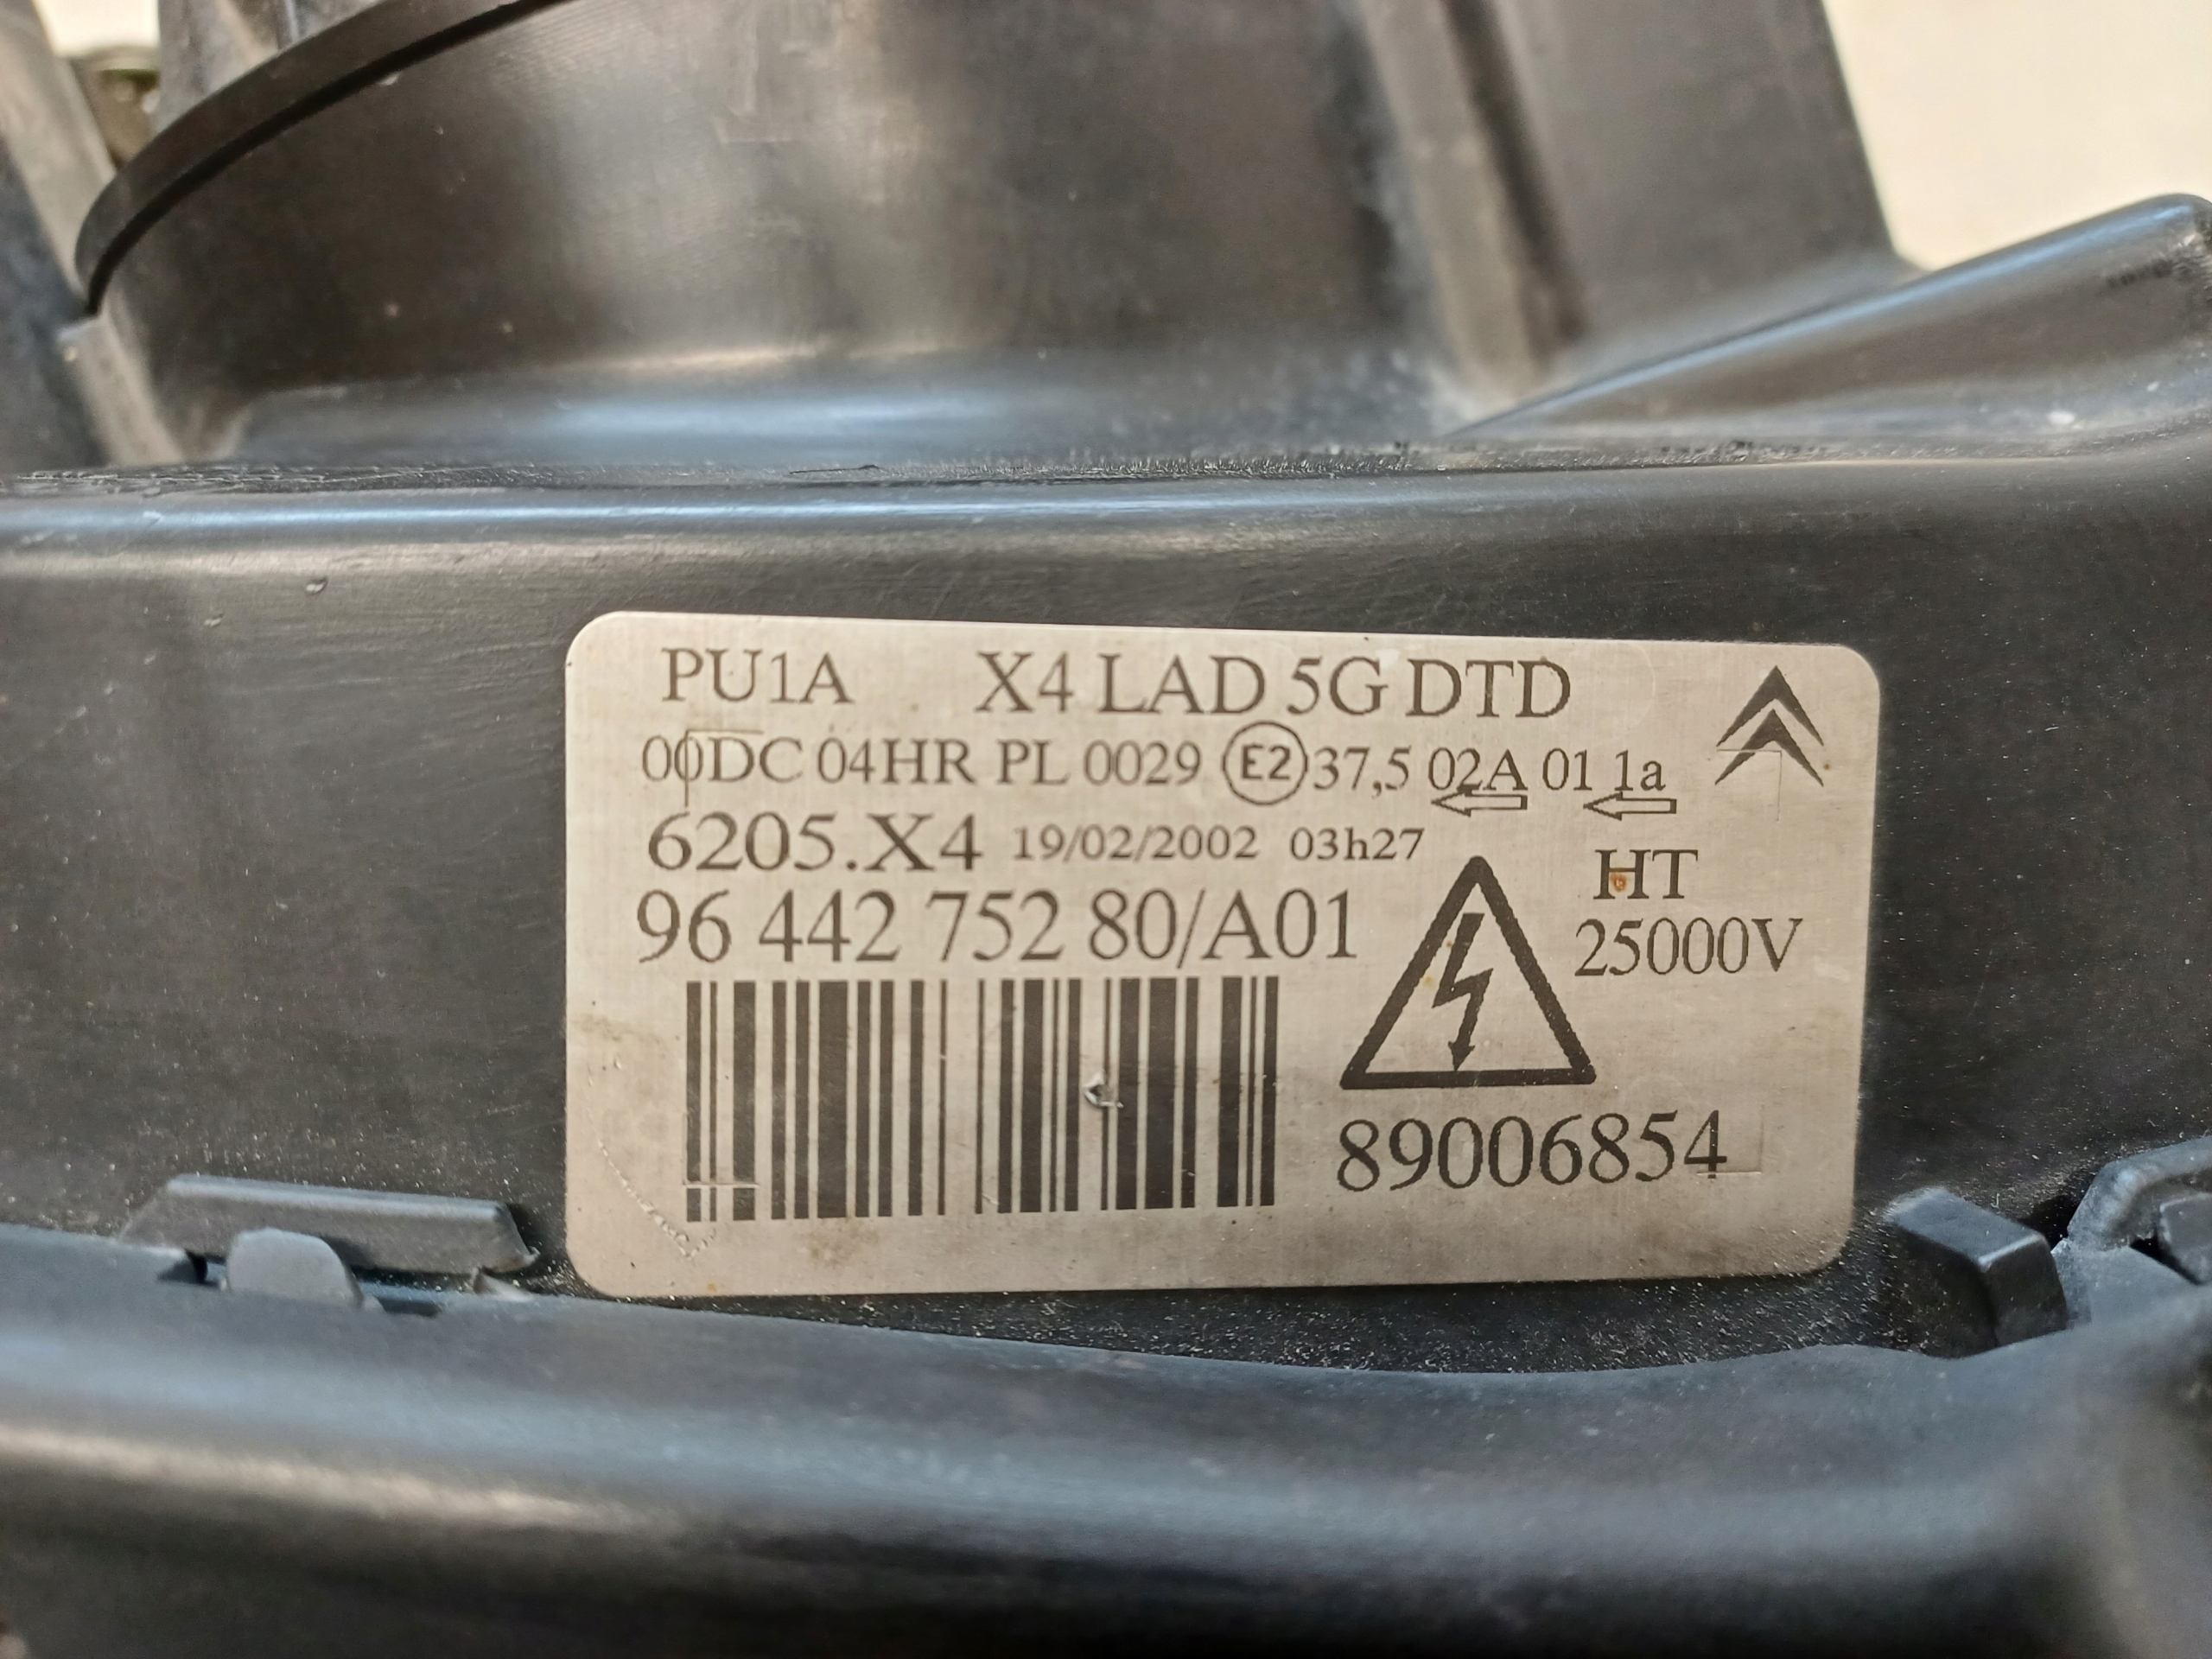 PU1A X4 LAD 5G DTD
00DC 04HR PL 0029 E2 37,5 02A 01 1a
6205.X4 19/02/2002 03h27
HT
96 442 752 80/A01
25000V
89006854